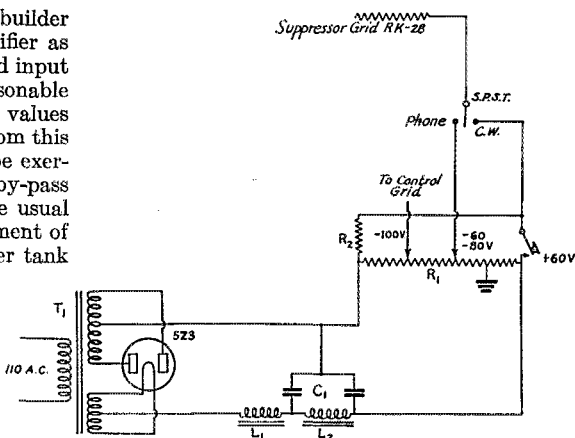 builder
ifier as
d input
sonable
values
om this
be exer-
by-pass
e usual
ment of
er tank
Suppressor Grid RK-28
S.P.S.T.
Phone
C.W.
To Control
Grid
R2
-100V
-60
-80V
R1
A
+60V
T1
5Z3
110 A.C.
C1
L1
L2